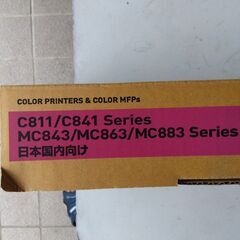 COLOR PRINTERS & COLOR MFPs
C811/C841 Series
MC843/MC863/MC883 Series
日本国内向け